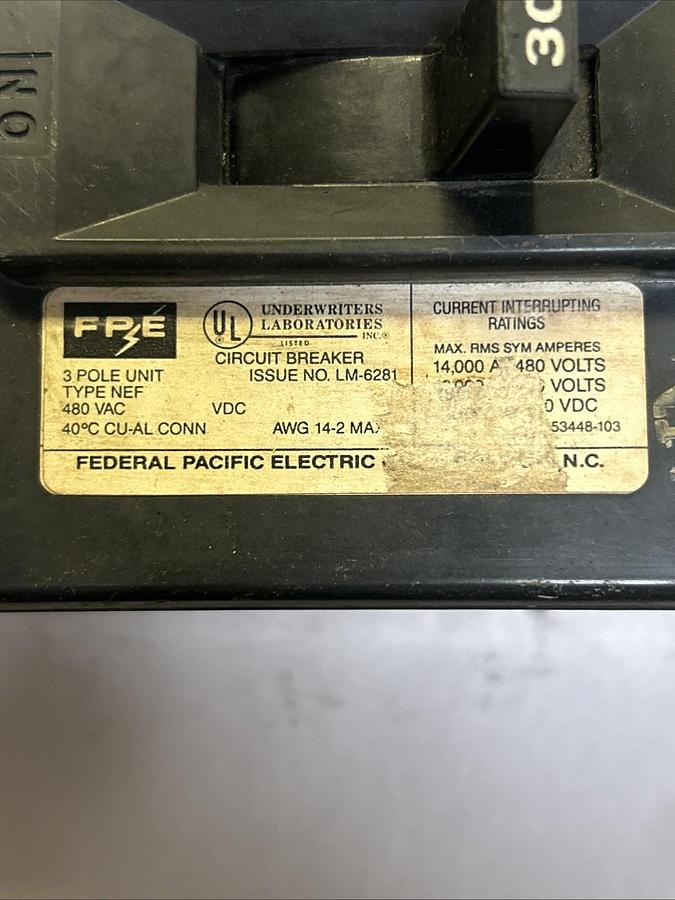 ON
30
FPE
UL
UNDERWRITERS
LABORATORIES
INC.®
LISTED
CIRCUIT BREAKER
3 POLE UNIT
ISSUE NO. LM-6281
TYPE NEF
480 VAC
VDC
40°C CU-AL CONN
AWG 14-2
FEDERAL PACIFIC ELECTRIC
N.C.
CURRENT INTERRUPTING
RATINGS
MAX. RMS SYM AMPERES
14,000 480 VOLTS
VOLTS
VDC
53448-103